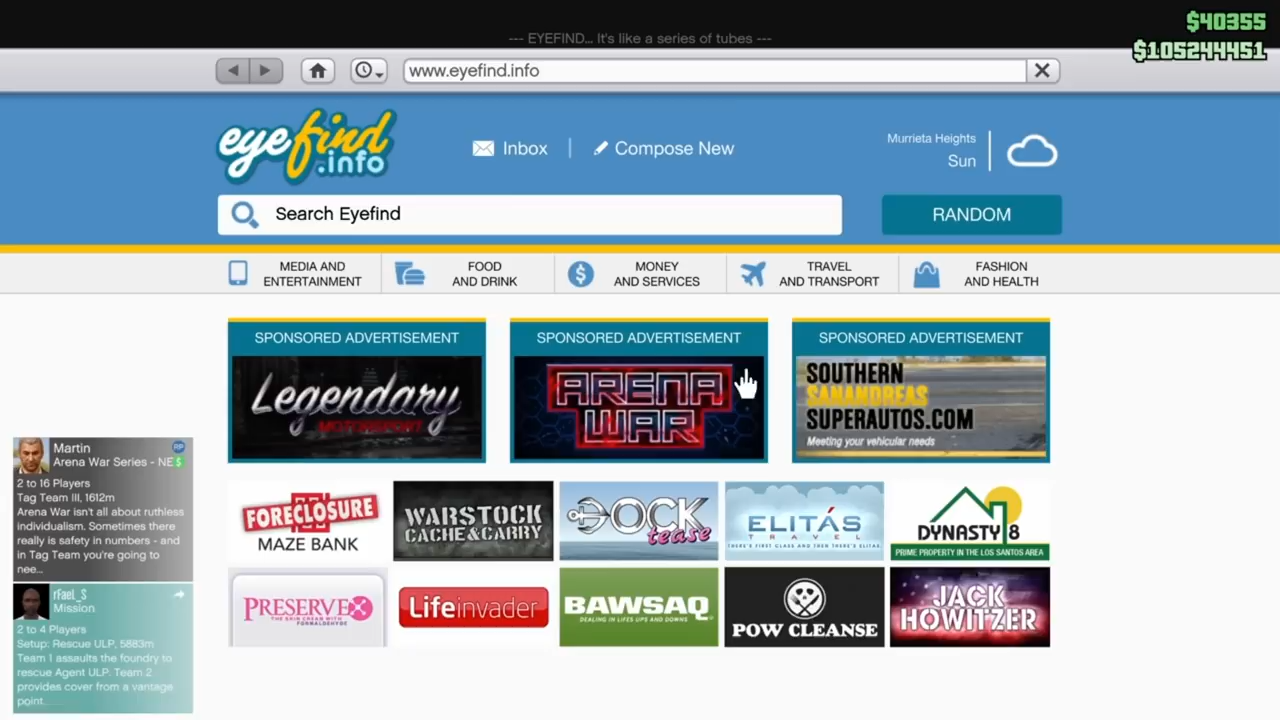 $40355
--- EYEFIND... It's like a series of tubes ---
$105244451
www.eyefind.info
eyefind
.info
Inbox
Compose New
Murrieta Heights
Sun
Search Eyefind
RANDOM
MEDIA AND
ENTERTAINMENT
FOOD
AND DRINK
MONEY
AND SERVICES
TRAVEL
AND TRANSPORT
FASHION
AND HEALTH
SPONSORED ADVERTISEMENT
Legendary
MOTORSPORT
SPONSORED ADVERTISEMENT
ARENA
WAR
SPONSORED ADVERTISEMENT
SOUTHERN
SANANDREAS
SUPERAUTOS.COM
Meeting your vehicular needs
Martin
RP
Arena War Series - NE$
2 to 16 Players
Tag Team III, 1612m
Arena War isn't all about ruthless
individualism. Sometimes there
really is safety in numbers - and
in Tag Team you're going to
nee...
FORECLOSURE
MAZE BANK
WARSTOCK
CACHE&CARRY
DOCK
tease
ELITÁS
TRAVEL
THERE'S FIRST CLASS AND THEN THERE'S ELITAS
DYNASTY 8
PRIME PROPERTY IN THE LOS SANTOS AREA
PRESERVEX
THE SKIN CREAM WITH
FORMALDEHYDE
Lifeinvader
BAWSAQ
DEALING IN LIFES UPS AND DOWNS
POW CLEANSE
JACK
HOWITZER
rFaeL_S
Mission
2 to 4 Players
Setup: Rescue ULP, 5883m
Team 1 assaults the foundry to
rescue Agent ULP. Team 2
provides cover from a vantage
point......